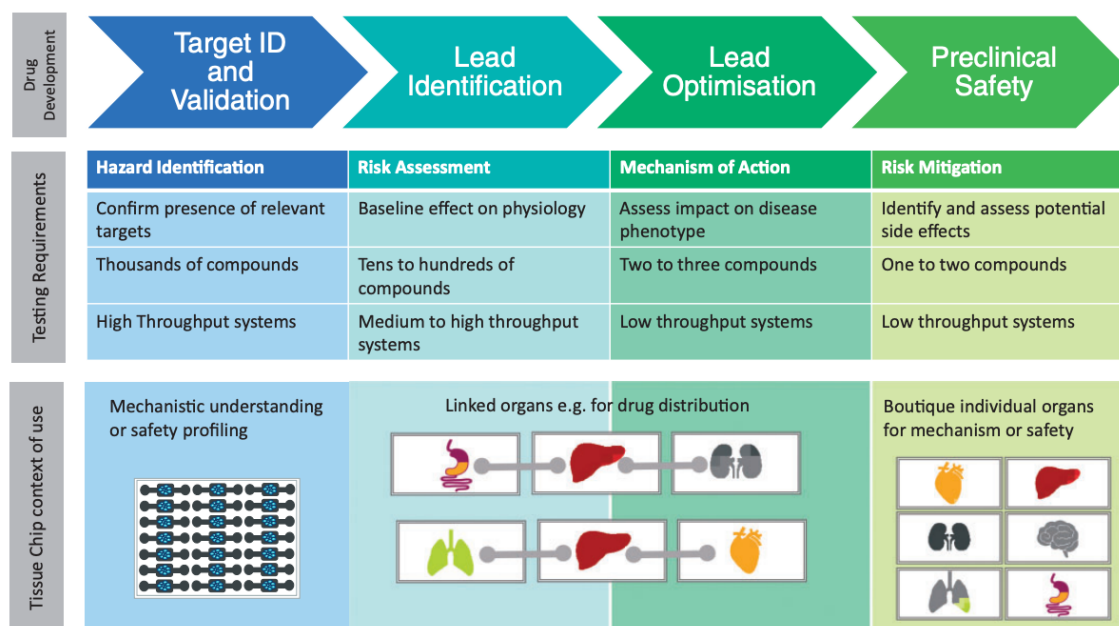 Drug
Development
Target ID
and
Validation
Lead
Identification
Lead
Optimisation
Preclinical
Safety
Testing Requirements
Hazard Identification
Risk Assessment
Mechanism of Action
Risk Mitigation
Confirm presence of relevant
targets
Baseline effect on physiology
Assess impact on disease
phenotype
Identify and assess potential
side effects
Thousands of compounds
Tens to hundreds of
compounds
Two to three compounds
One to two compounds
High Throughput systems
Medium to high throughput
systems
Low throughput systems
Low throughput systems
Tissue Chip context of use
Mechanistic understanding
or safety profiling
Linked organs e.g. for drug distribution
Boutique individual organs
for mechanism or safety